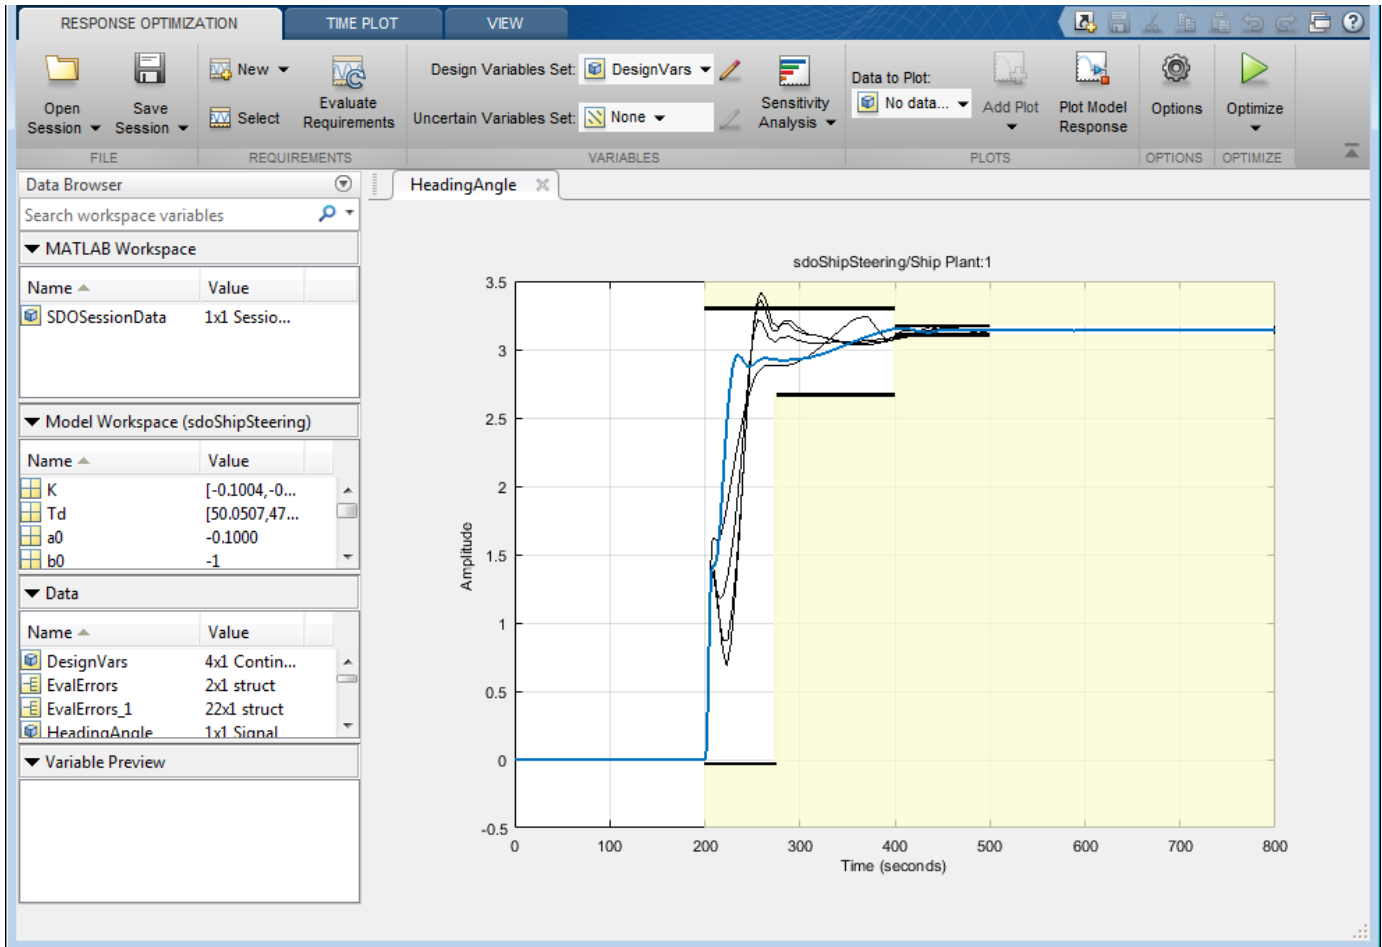 RESPONSE OPTIMIZATION TIME PLOT VIEW
Open Session
Save Session
New
Select
Evaluate Requirements
Design Variables Set: DesignVars
Uncertain Variables Set: None
Sensitivity Analysis
Data to Plot:
No data...
Add Plot
Plot Model Response
Options
Optimize
FILE REQUIREMENTS VARIABLES PLOTS OPTIONS OPTIMIZE
Data Browser
Search workspace variables
MATLAB Workspace
Name Value
SDOSessionData 1x1 Sessio...
Model Workspace (sdoShipSteering)
Name Value
K [-0.1004,-0...
Td [50.0507,47...
a0 -0.1000
b0 -1
Data
Name Value
DesignVars 4x1 Contin...
EvalErrors 2x1 struct
EvalErrors_1 22x1 struct
HeadingAngle 1x1 Signal
Variable Preview
HeadingAngle
sdoShipSteering/Ship Plant:1
3.5
3
2.5
2
1.5
1
0.5
0
-0.5
Amplitude
0 100 200 300 400 500 600 700 800
Time (seconds)